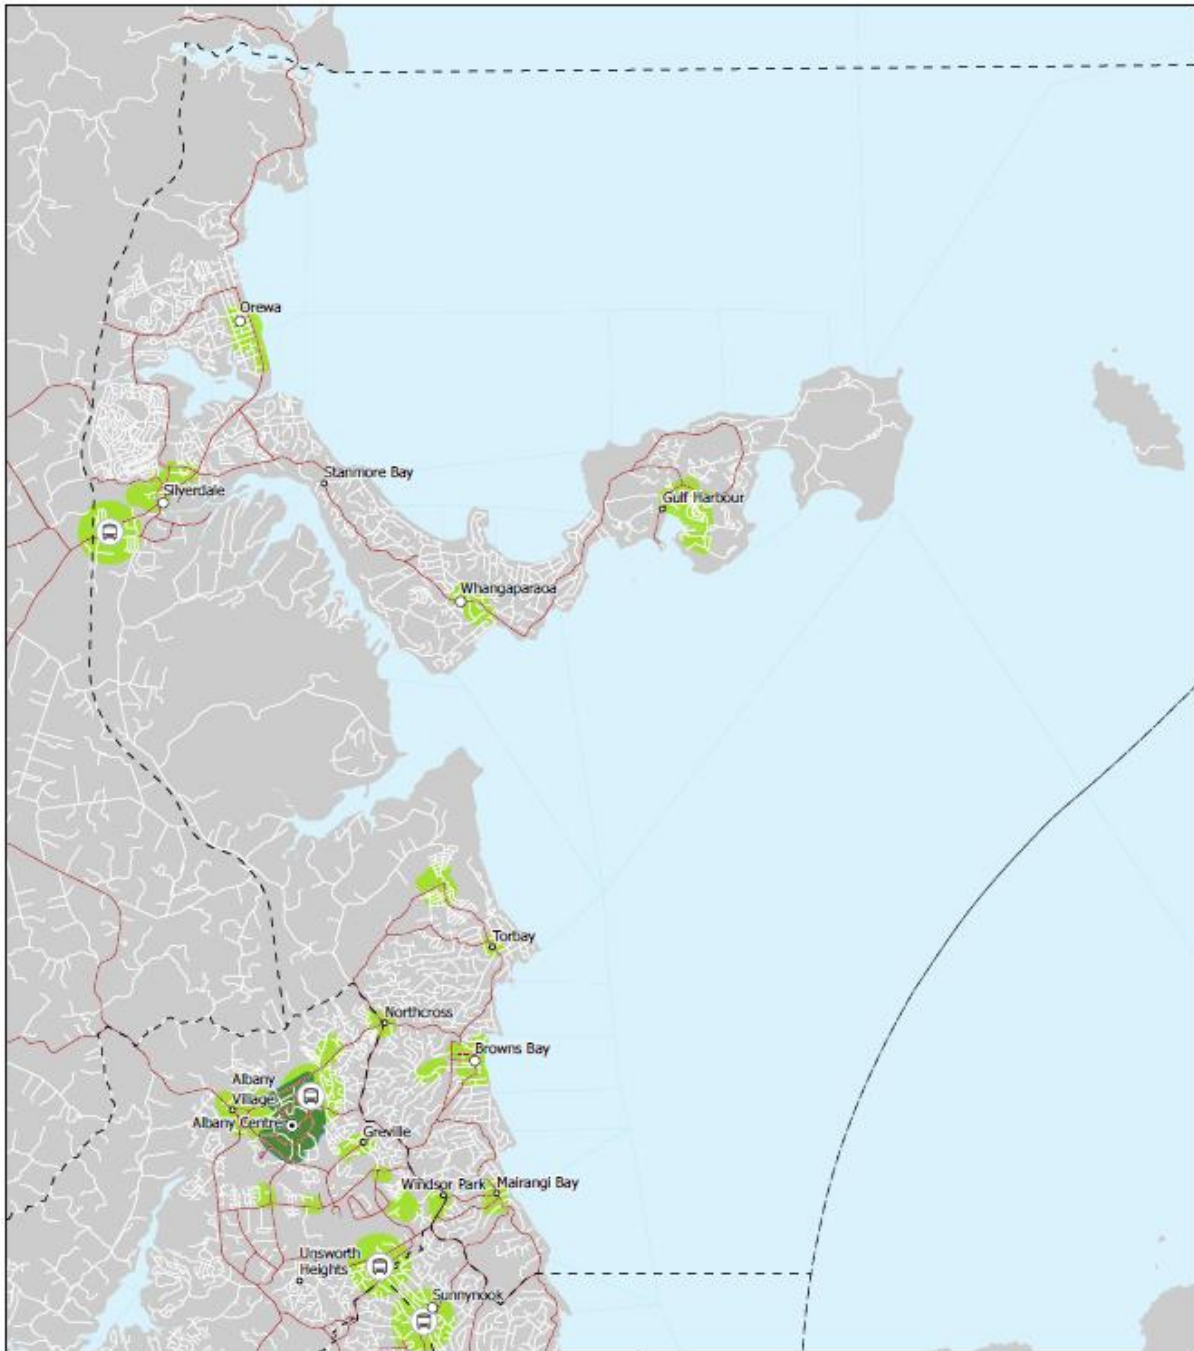 Orewa
Stanmore Bay
Silverdale
Gulf Harbour
Whangaparaoa
Torbay
Northcross
Browns Bay
Albany
Village
Albany Centre
Greville
Windsor Park
Mairangi Bay
Unsworth
Heights
Sunnynook